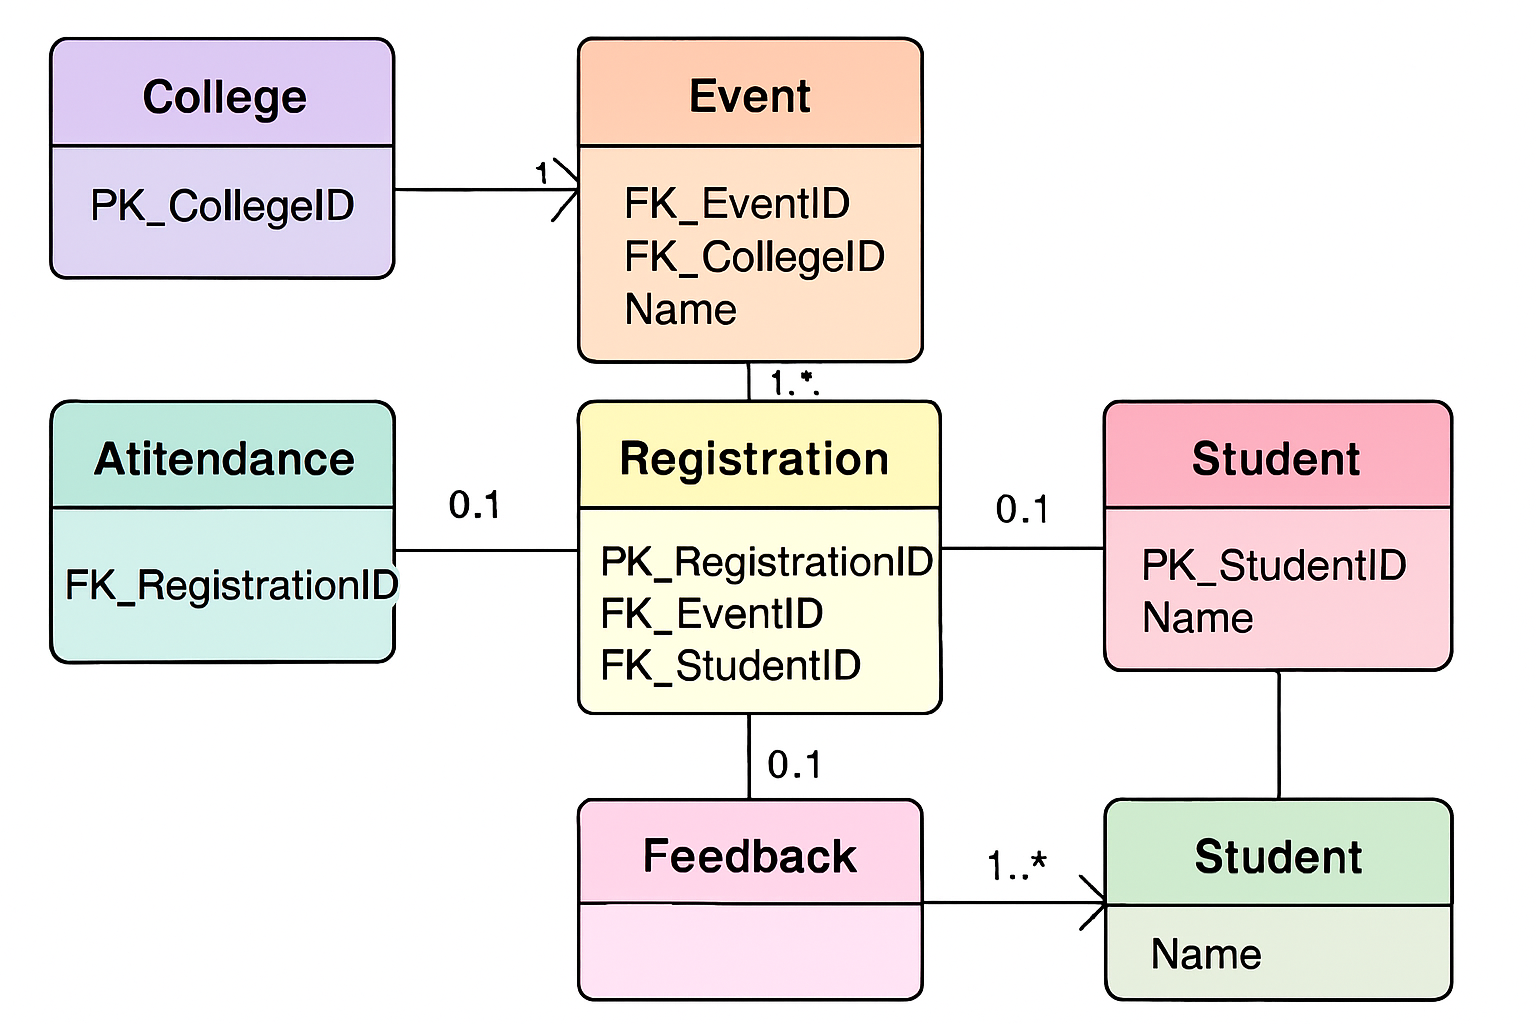 College
PK_CollegeID
1
Event
FK_EventID
FK_CollegeID
Name
1.*.
Atitendance
FK_RegistrationID
0.1
Registration
PK_RegistrationID
FK_EventID
FK_StudentID
0.1
Student
PK_StudentID
Name
0.1
Feedback
1..*
Student
Name